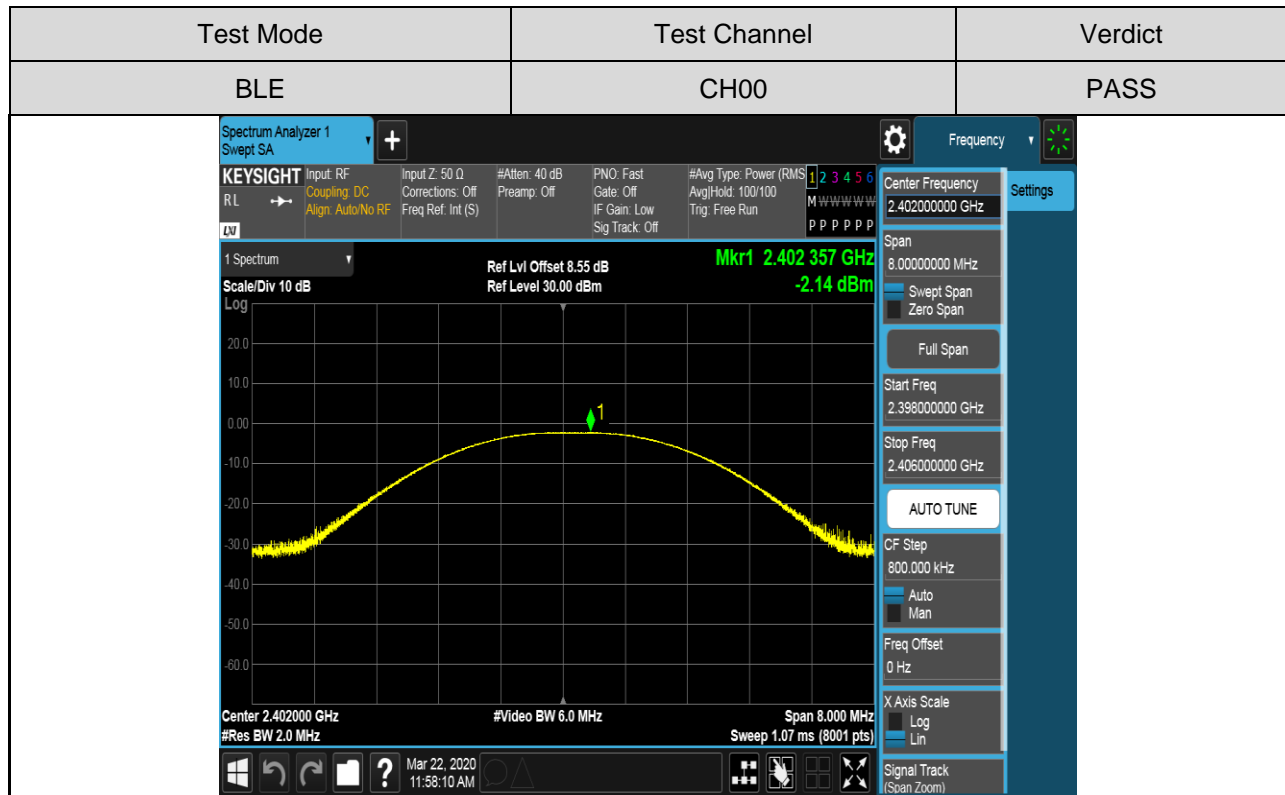 Test Mode Test Channel Verdict
BLE CH00 PASS
Spectrum Analyzer 1
Swept SA
Frequency
KEYSIGHT Input: RF Input Z: 50 Ω #Atten: 40 dB PNO: Fast #Avg Type: Power (RMS 1 2 3 4 5 6
RL Coupling: DC Corrections: Off Preamp: Off Gate: Off Avg|Hold: 100/100 M W W W W W
Align: Auto/No RF Freq Ref: Int (S) IF Gain: Low Trig: Free Run
LXI Sig Track: Off P P P P P P
1 Spectrum
Ref Lvl Offset 8.55 dB
Mkr1 2.402 357 GHz
Scale/Div 10 dB Ref Level 30.00 dBm -2.14 dBm
Log
20.0
10.0
0.00
1
-10.0
-20.0
-30.0
-40.0
-50.0
-60.0
Center 2.402000 GHz #Video BW 6.0 MHz Span 8.000 MHz
#Res BW 2.0 MHz Sweep 1.07 ms (8001 pts)
?
Mar 22, 2020
11:58:10 AM
Center Frequency
2.402000000 GHz
Settings
Span
8.00000000 MHz
Swept Span
Zero Span
Full Span
Start Freq
2.398000000 GHz
Stop Freq
2.406000000 GHz
AUTO TUNE
CF Step
800.000 kHz
Auto
Man
Freq Offset
0 Hz
X Axis Scale
Log
Lin
Signal Track
(Span Zoom)